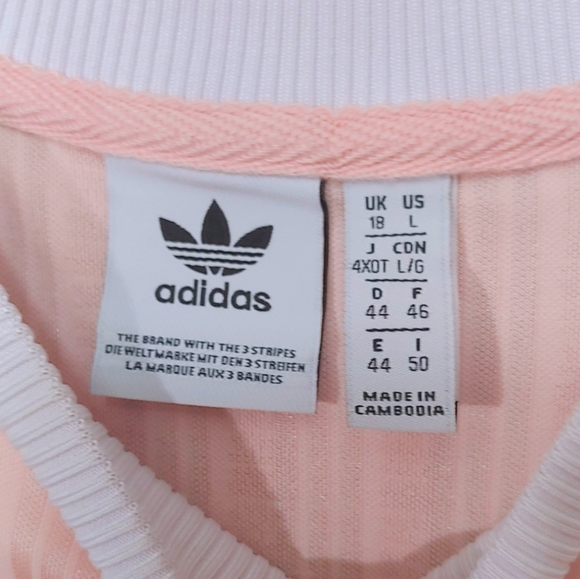 adidas
THE BRAND WITH THE 3 STRIPES
DIE WELTMARKE MIT DEN 3 STREIFEN
LA MARQUE AUX 3 BANDES
UK US
18 L
J CDN
4XOT L/G
D F
44 46
E I
44 50
MADE IN
CAMBODIA